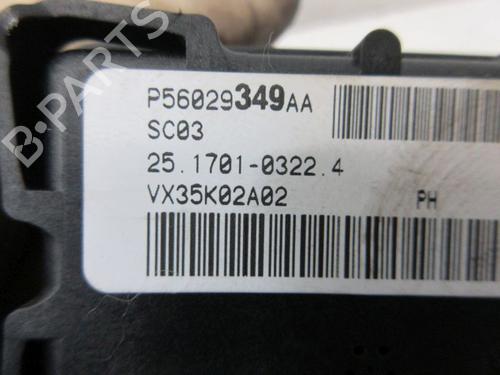 B-PARTS
P56029349AA
SC03
25.1701-0322.4
VX35K02A02 PH